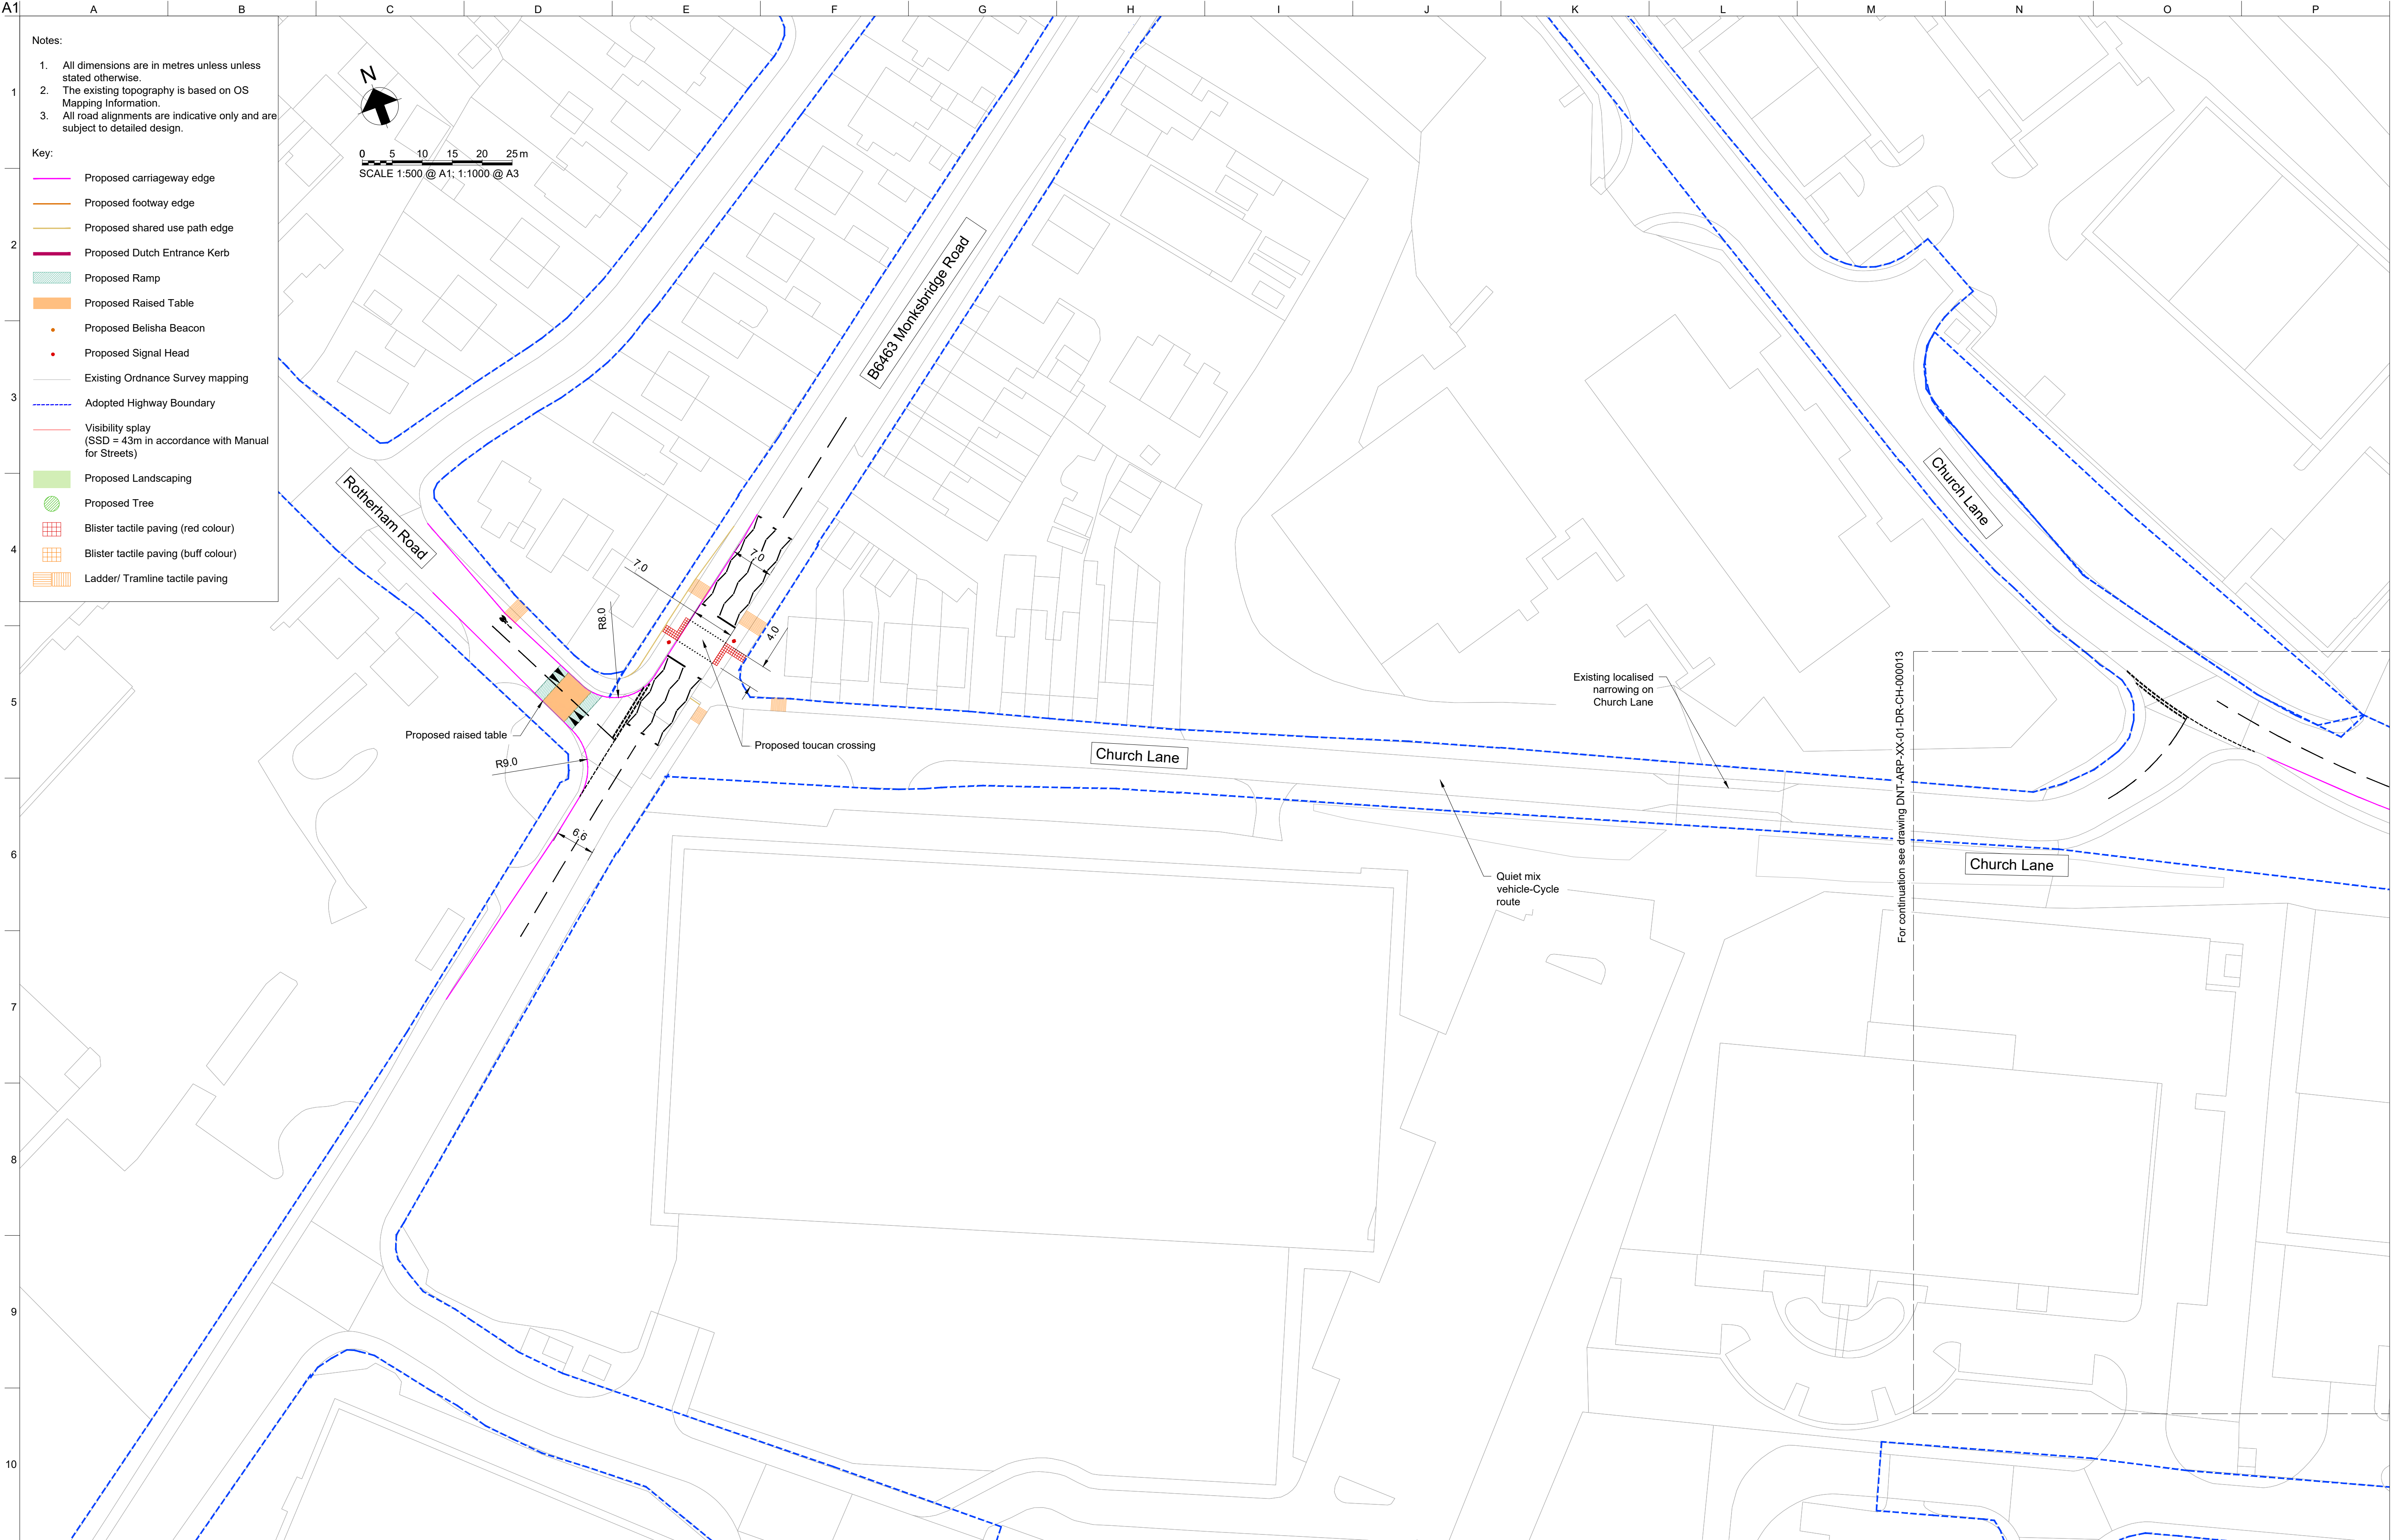 A1
A B C D E F G H I J K L M N O P
1
2
3
4
5
6
7
8
9
10
Notes:
1. All dimensions are in metres unless unless
stated otherwise.
2. The existing topography is based on OS
Mapping Information.
3. All road alignments are indicative only and are
subject to detailed design.
Key:
Proposed carriageway edge
Proposed footway edge
Proposed shared use path edge
Proposed Dutch Entrance Kerb
Proposed Ramp
Proposed Raised Table
Proposed Belisha Beacon
Proposed Signal Head
Existing Ordnance Survey mapping
Adopted Highway Boundary
Visibility splay
(SSD = 43m in accordance with Manual
for Streets)
Proposed Landscaping
Proposed Tree
Blister tactile paving (red colour)
Blister tactile paving (buff colour)
Ladder/ Tramline tactile paving
N
0 5 10 15 20 25 m
SCALE 1:500 @ A1; 1:1000 @ A3
B6463 Monksbridge Road
Rotherham Road
Church Lane
7.0
7.0
R8.0
4.0
Proposed raised table
R9.0
Proposed toucan crossing
6.6
Church Lane
Existing localised
narrowing on
Church Lane
Quiet mix
vehicle-Cycle
route
For continuation see drawing DNT-ARP-XX-01-DR-CH-000013
Church Lane